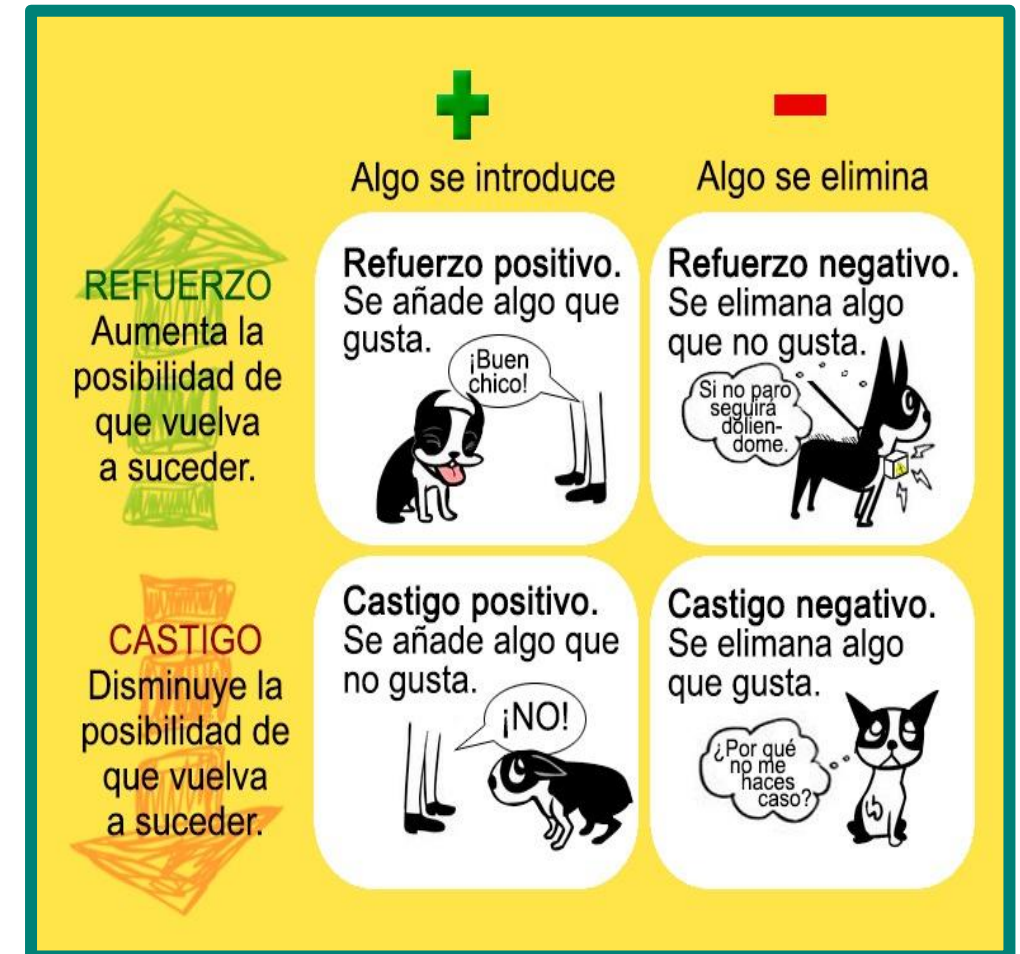 Algo se introduce
Algo se elimina
REFUERZO
Aumenta la
posibilidad de
que vuelva
a suceder.
Refuerzo positivo.
Se añade algo que
gusta.
¡Buen
chico!
Refuerzo negativo.
Se elimana algo
que no gusta.
Si no paro
seguirá
dolien-
dome.
CASTIGO
Disminuye la
posibilidad de
que vuelva
a suceder.
Castigo positivo.
Se añade algo que
no gusta.
¡NO!
Castigo negativo.
Se elimana algo
que gusta.
¿Por qué
no me
haces
caso?